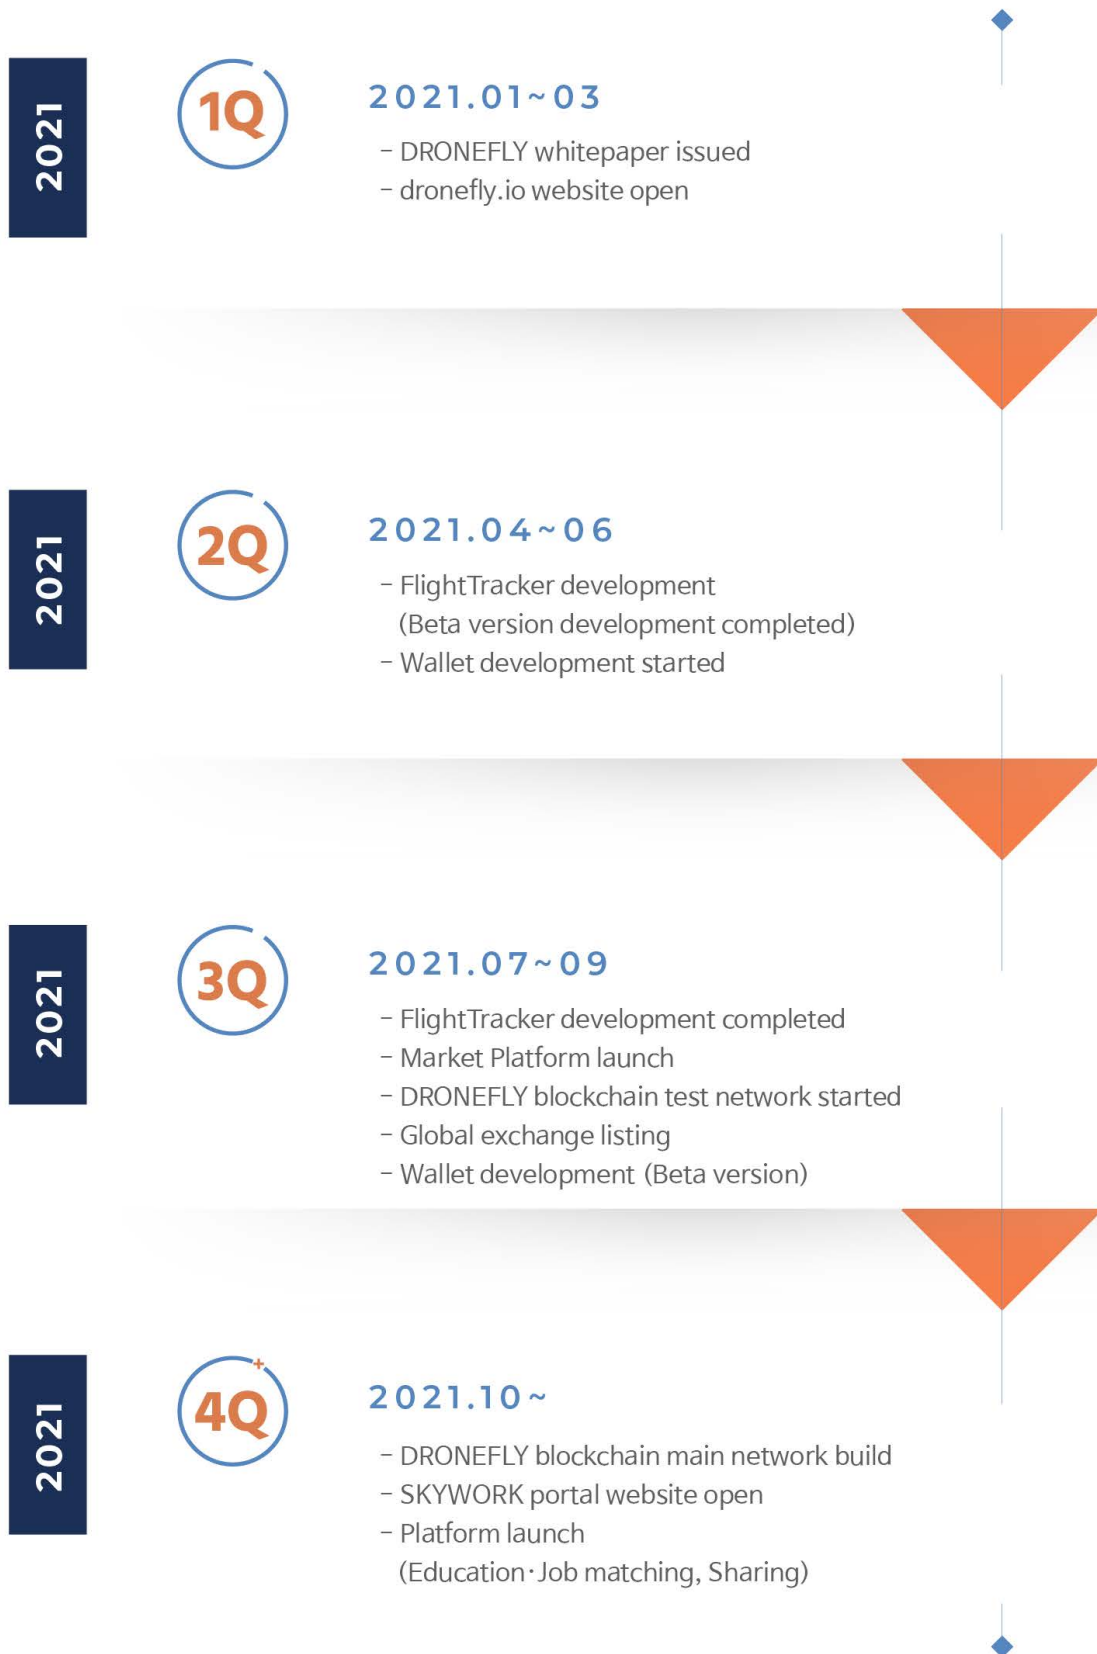 2021
1Q
2021.01~03
- DRONEFLY whitepaper issued
- dronefly.io website open
2021
2Q
2021.04~06
- FlightTracker development
(Beta version development completed)
- Wallet development started
2021
3Q
2021.07~09
- FlightTracker development completed
- Market Platform launch
- DRONEFLY blockchain test network started
- Global exchange listing
- Wallet development (Beta version)
2021
4Q+
2021.10~
- DRONEFLY blockchain main network build
- SKYWORK portal website open
- Platform launch
(Education·Job matching, Sharing)